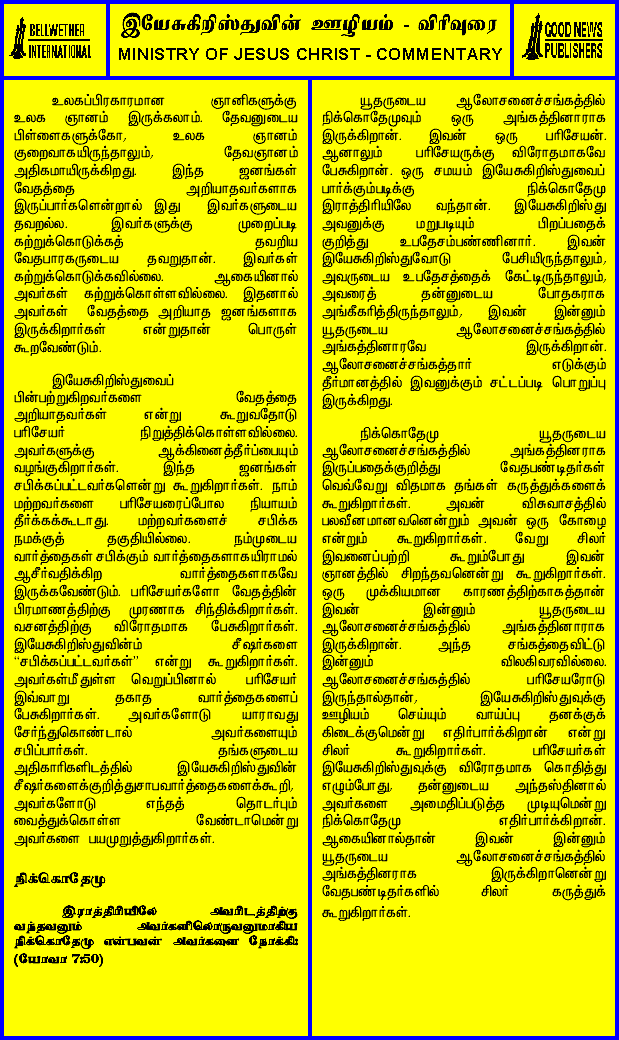 BELLWETHER
INTERNATIONAL
இயேசுகிறிஸ்துவின் ஊழியம் - விரிவுரை
MINISTRY OF JESUS CHRIST - COMMENTARY
GOOD NEWS
PUBLISHERS
உலகப்பிரகாரமான ஞானிகளுக்கு
உலக ஞானம் இருக்கலாம். தேவனுடைய
பிள்ளைகளுக்கோ, உலக ஞானம்
குறைவாகயிருந்தாலும், தேவஞானம்
அதிகமாயிருக்கிறது. இந்த ஜனங்கள்
வேதத்தை அறியாதவர்களாக
இருப்பார்களென்றால் இது இவர்களுடைய
தவறல்ல. இவர்களுக்கு முறைப்படி
கற்றுக்கொடுக்கத் தவறிய
வேதபாரகருடைய தவறுதான். இவர்கள்
கற்றுக்கொடுக்கவில்லை. ஆகையினால்
அவர்கள் கற்றுக்கொள்ளவில்லை. இதனால்
அவர்கள் வேதத்தை அறியாத ஜனங்களாக
இருக்கிறார்கள் என்றுதான் பொருள்
கூறவேண்டும்.
இயேசுகிறிஸ்துவைப்
பின்பற்றுகிறவர்களை வேதத்தை
அறியாதவர்கள் என்று கூறுவதோடு
பரிசேயர் நிறுத்திக்கொள்ளவில்லை.
அவர்களுக்கு ஆக்கினைத்தீர்ப்பையும்
வழங்குகிறார்கள். இந்த ஜனங்கள்
சபிக்கப்பட்டவர்களென்று கூறுகிறார்கள். நாம்
மற்றவர்களை பரிசேயரைப்போல நியாயம்
தீர்க்கக்கூடாது. மற்றவர்களைச் சபிக்க
நமக்குத் தகுதியில்லை. நம்முடைய
வார்த்தைகள் சபிக்கும் வார்த்தைகளாகயிராமல்
ஆசீர்வதிக்கிற வார்த்தைகளாகவே
இருக்கவேண்டும். பரிசேயர்களோ வேதத்தின்
பிரமாணத்திற்கு முரணாக சிந்திக்கிறார்கள்.
வசனத்திற்கு விரோதமாக பேசுகிறார்கள்.
இயேசுகிறிஸ்துவின்ம் சீஷர்களை
“சபிக்கப்பட்டவர்கள்” என்று கூறுகிறார்கள்.
அவர்கள்மீதுள்ள வெறுப்பினால் பரிசேயர்
இவ்வாறு தகாத வார்த்தைகளைப்
பேசுகிறார்கள். அவர்களோடு யாராவது
சேர்ந்துகொண்டால் அவர்களையும்
சபிப்பார்கள். தங்களுடைய
அதிகாரிகளிடத்தில் இயேசுகிறிஸ்துவின்
சீஷர்களைக்குறித்துசாபவார்த்தைகளைக்கூறி,
அவர்களோடு எந்தத் தொடர்பும்
வைத்துக்கொள்ள வேண்டாமென்று
அவர்களை பயமுறுத்துகிறார்கள்.
நிக்கொதேமு
இராத்திரியிலே அவரிடத்திற்கு
வந்தவனும் அவர்களிலொருவனுமாகிய
நிக்கொதேமு என்பவன் அவர்களை நோக்கி:
(யோவா 7:50)
யூதருடைய ஆலோசனைச்சங்கத்தில்
நிக்கொதேமுவும் ஒரு அங்கத்தினாராக
இருக்கிறான். இவன் ஒரு பரிசேயன்.
ஆனாலும் பரிசேயருக்கு விரோதமாகவே
பேசுகிறான். ஒரு சமயம் இயேசுகிறிஸ்துவைப்
பார்க்கும்படிக்கு நிக்கொதேமு
இராத்திரியிலே வந்தான். இயேசுகிறிஸ்து
அவனுக்கு மறுபடியும் பிறப்பதைக்
குறித்து உபதேசம்பண்ணினார். இவன்
இயேசுகிறிஸ்துவோடு பேசியிருந்தாலும்,
அவருடைய உபதேசத்தைக் கேட்டிருந்தாலும்,
அவரைத் தன்னுடைய போதகராக
அங்கீகரித்திருந்தாலும், இவன் இன்னும்
யூதருடைய ஆலோசனைச்சங்கத்தில்
அங்கத்தினாரவே இருக்கிறான்.
ஆலோசனைச்சங்கத்தார் எடுக்கும்
தீர்மானத்தில் இவனுக்கும் சட்டப்படி பொறுப்பு
இருக்கிறது.
நிக்கொதேமு யூதருடைய
ஆலோசனைச்சங்கத்தில் அங்கத்தினராக
இருப்பதைக்குறித்து வேதபண்டிதர்கள்
வெவ்வேறு விதமாக தங்கள் கருத்துக்களைக்
கூறுகிறார்கள். அவன் விசுவாசத்தில்
பலவீனமானவனென்றும் அவன் ஒரு கோழை
என்றும் கூறுகிறார்கள். வேறு சிலர்
இவனைப்பற்றி கூறும்போது இவன்
ஞானத்தில் சிறந்தவனென்று கூறுகிறார்கள்.
ஒரு முக்கியமான காரணத்திற்காகத்தான்
இவன் இன்னும் யூதருடைய
ஆலோசனைச்சங்கத்தில் அங்கத்தினாராக
இருக்கிறான். அந்த சங்கத்தைவிட்டு
இன்னும் விலகிவரவில்லை.
ஆலோசனைச்சங்கத்தில் பரிசேயரோடு
இருந்தால்தான், இயேசுகிறிஸ்துவுக்கு
ஊழியம் செய்யும் வாய்ப்பு தனக்குக்
கிடைக்குமென்று எதிர்பார்க்கிறான் என்று
சிலர் கூறுகிறார்கள். பரிசேயர்கள்
இயேசுகிறிஸ்துவுக்கு விரோதமாக கொதித்து
எழும்போது, தன்னுடைய அந்தஸ்தினால்
அவர்களை அமைதிப்படுத்த முடியுமென்று
நிக்கொதேமு எதிர்பார்க்கிறான்.
ஆகையினால்தான் இவன் இன்னும்
யூதருடைய ஆலோசனைச்சங்கத்தில்
அங்கத்தினராக இருக்கிறானென்று
வேதபண்டிதர்களில் சிலர் கருத்துக்
கூறுகிறார்கள்.